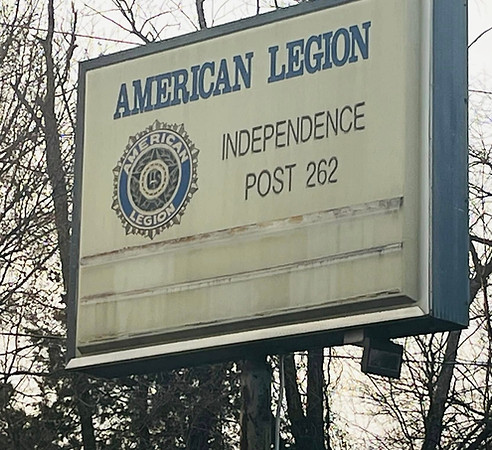 AMERICAN LEGION
INDEPENDENCE
POST 262
AMERICAN
LEGION